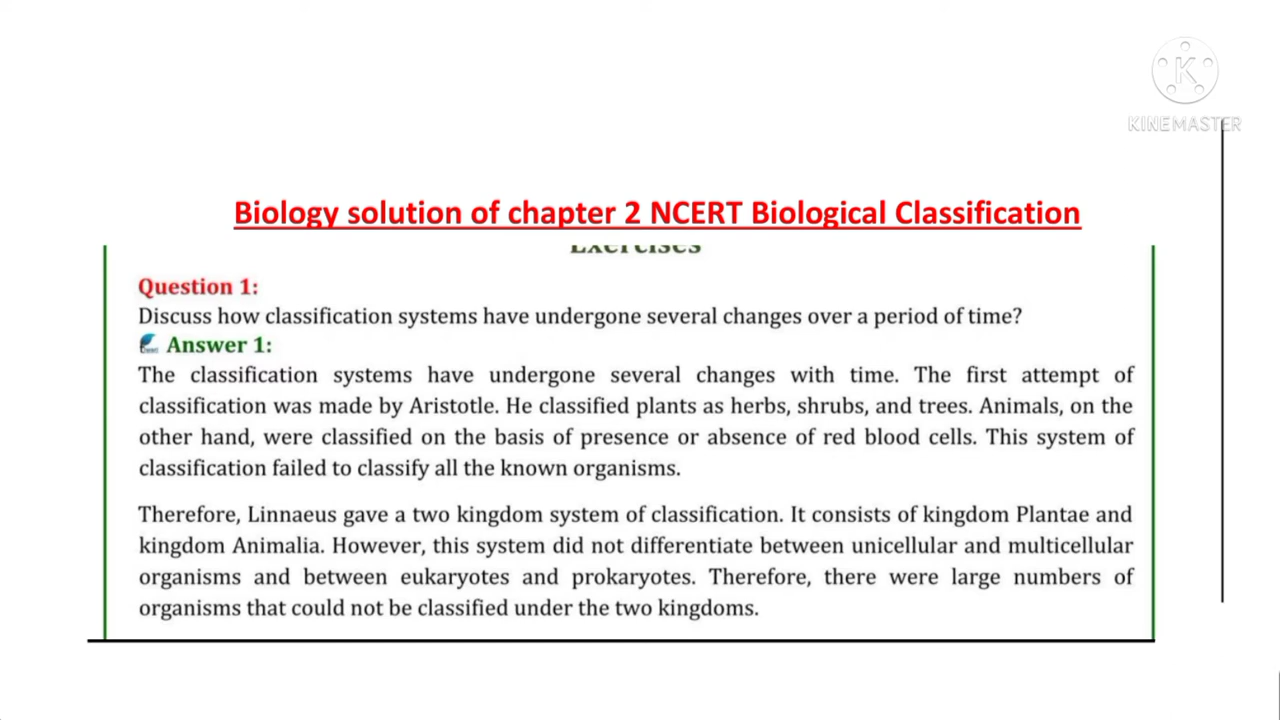 K
KINEMASTER
Biology solution of chapter 2 NCERT Biological Classification
Exercises
Question 1:
Discuss how classification systems have undergone several changes over a period of time?
Answer 1:
The classification systems have undergone several changes with time. The first attempt of
classification was made by Aristotle. He classified plants as herbs, shrubs, and trees. Animals, on the
other hand, were classified on the basis of presence or absence of red blood cells. This system of
classification failed to classify all the known organisms.
Therefore, Linnaeus gave a two kingdom system of classification. It consists of kingdom Plantae and
kingdom Animalia. However, this system did not differentiate between unicellular and multicellular
organisms and between eukaryotes and prokaryotes. Therefore, there were large numbers of
organisms that could not be classified under the two kingdoms.